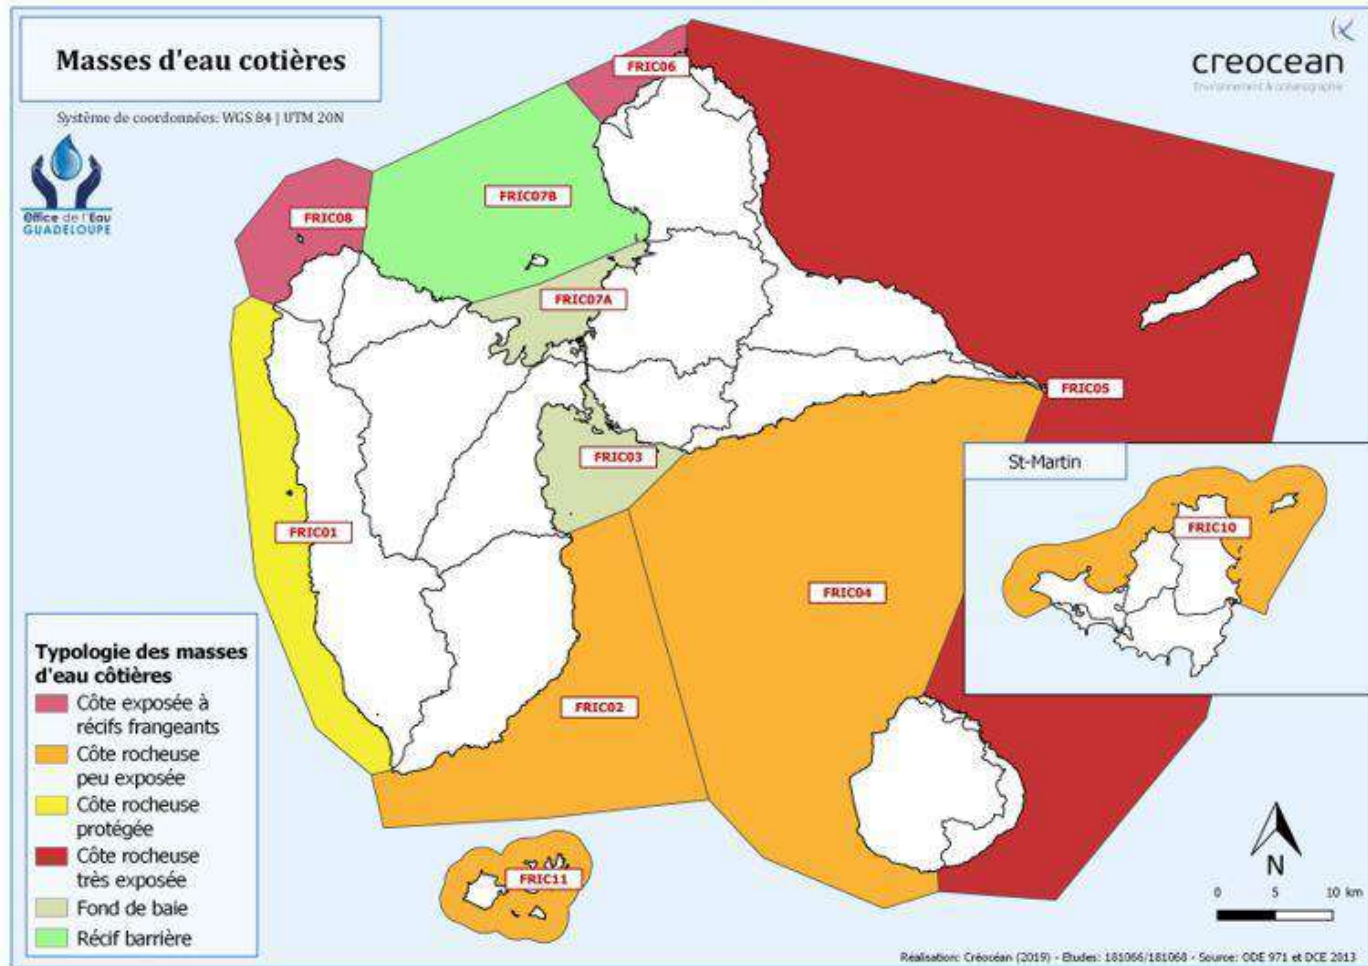 Masses d'eau cotières
Système de coordonnées: WGS 84 | UTM 20N
Office de l'Eau
GUADELOUPE
creocean
Environnement & océanographie
FRIC06
FRIC07B
FRIC08
FRIC07A
FRIC05
FRIC03
St-Martin
FRIC10
FRIC01
FRIC04
FRIC02
FRIC11
Typologie des masses
d'eau côtières
Côte exposée à
récifs frangeants
Côte rocheuse
peu exposée
Côte rocheuse
protégée
Côte rocheuse
très exposée
Fond de baie
Récif barrière
N
0 5 10 km
Réalisation: Créocéan (2019) - Etudes: 181066/181068 - Source: ODE 971 et DCE 2013